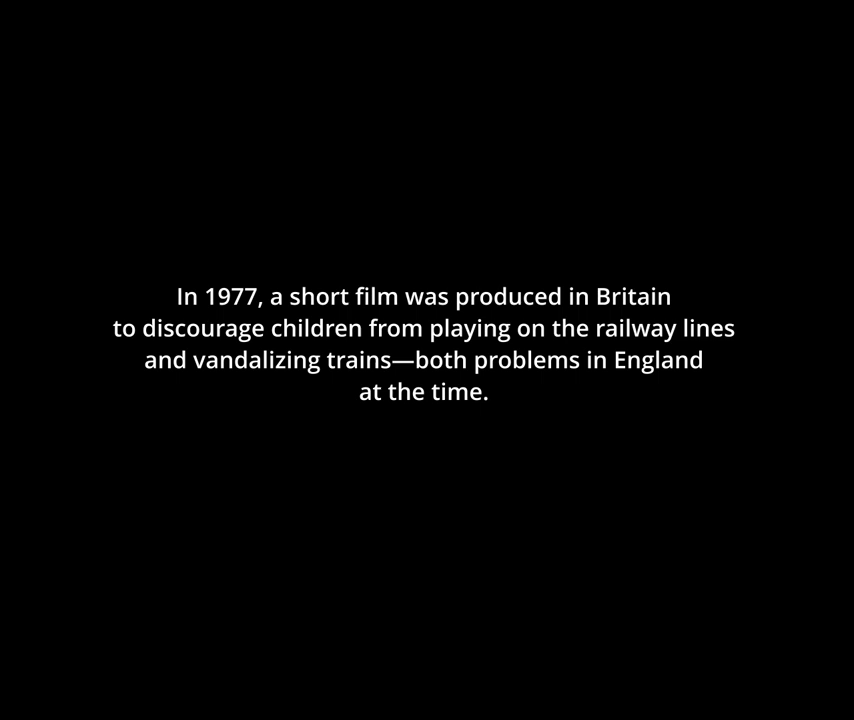 In 1977, a short film was produced in Britain
to discourage children from playing on the railway lines
and vandalizing trains—both problems in England
at the time.